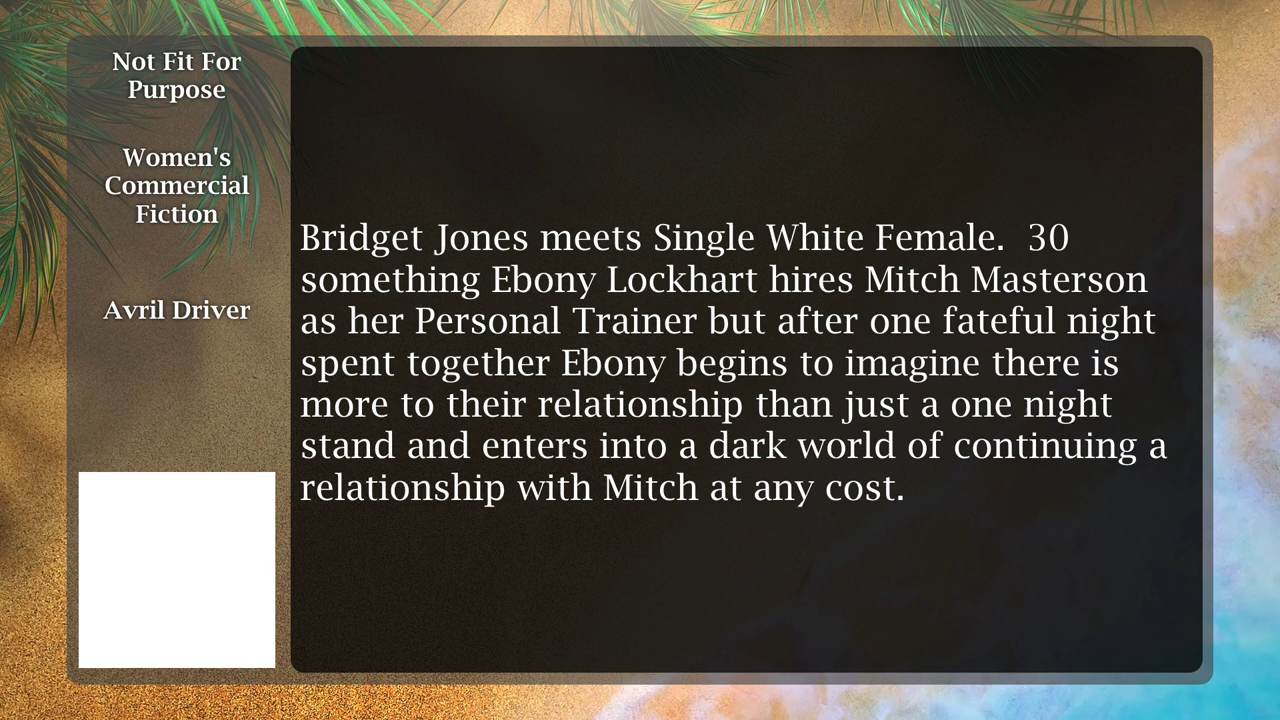 Not Fit For
Purpose
Women's
Commercial
Fiction
Avril Driver
Bridget Jones meets Single White Female.  30
something Ebony Lockhart hires Mitch Masterson
as her Personal Trainer but after one fateful night
spent together Ebony begins to imagine there is
more to their relationship than just a one night
stand and enters into a dark world of continuing a
relationship with Mitch at any cost.